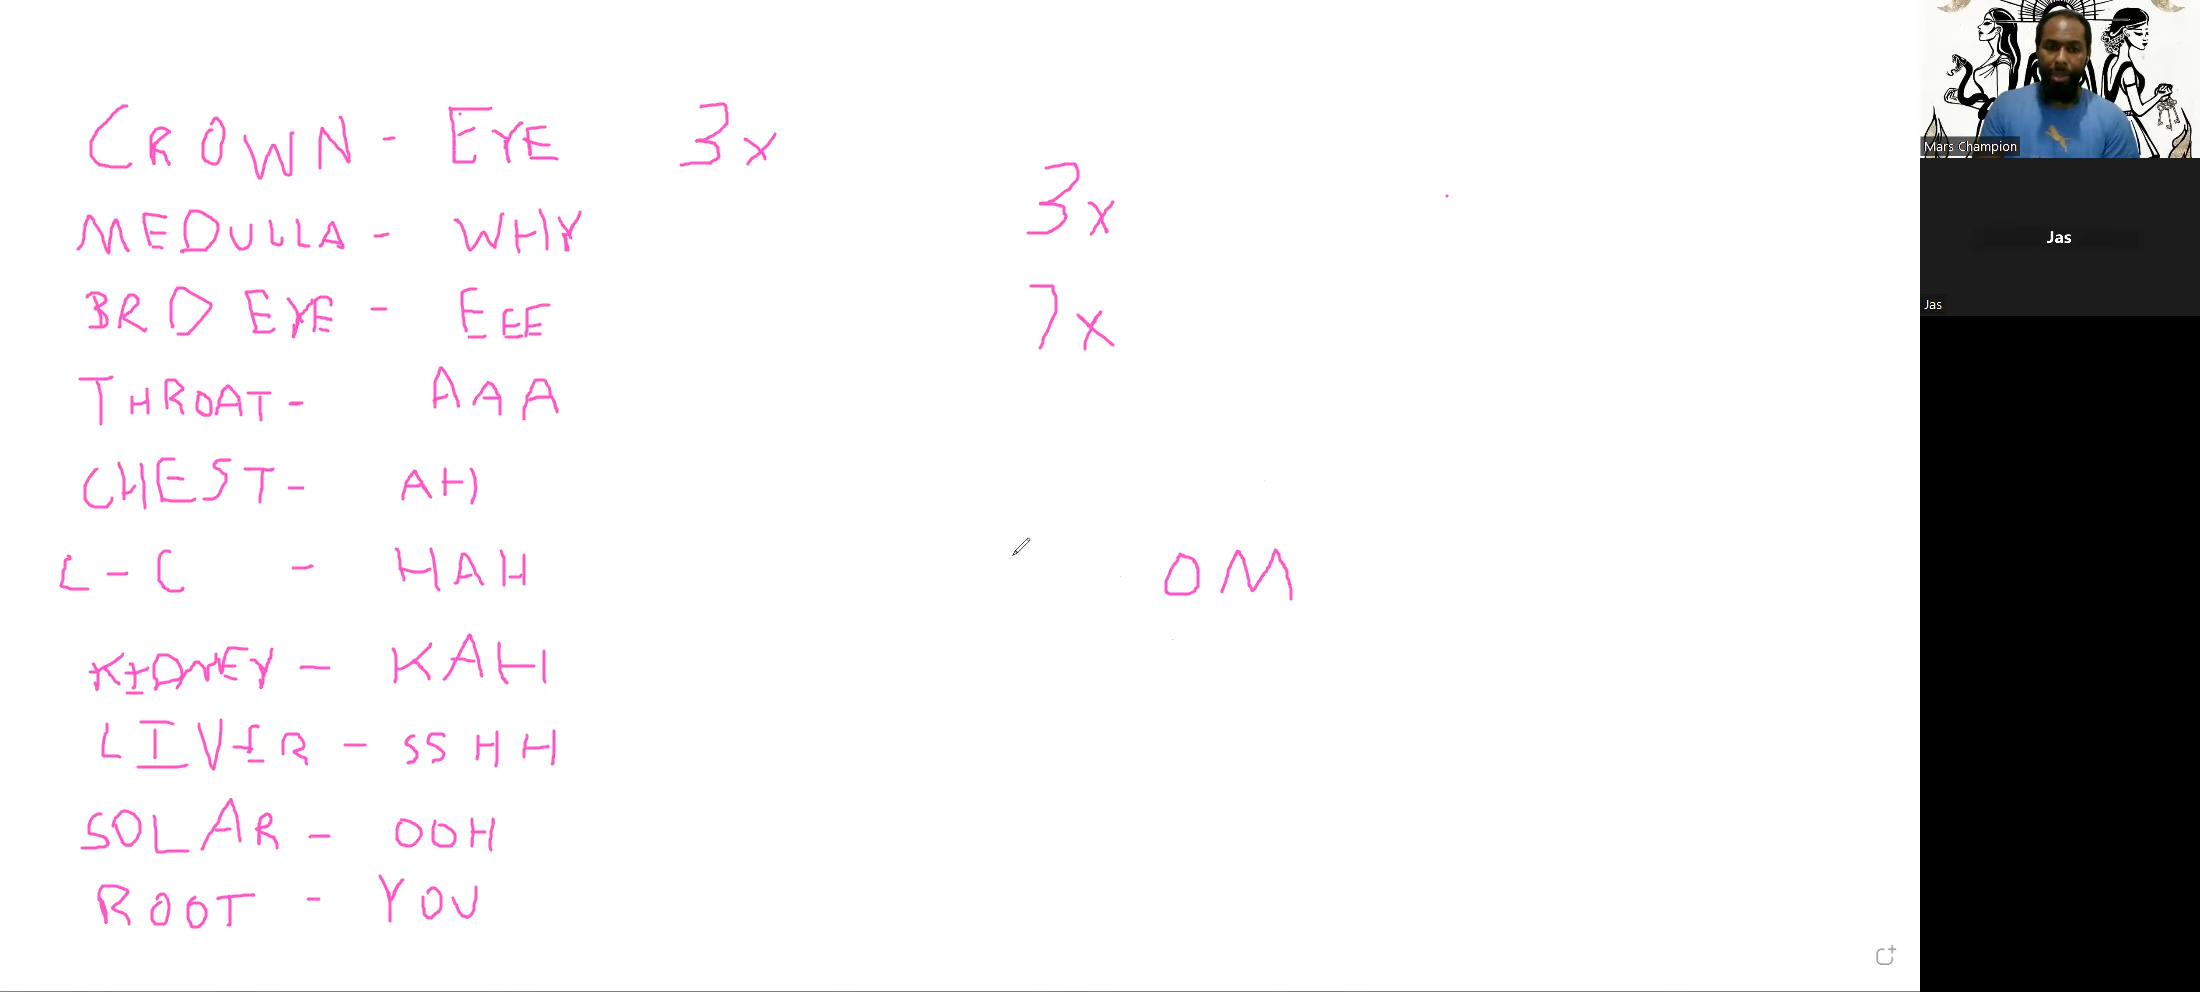 CROWN - EYE 3x
3x
MEDULLA - WHY
BRD EYE - EEE
7x
THROAT - AAA
CHEST - AH
L-C - HAH
OM
KIDNEY - KAH
LIVER - SSHH
SOLAR - OOH
ROOT - YOU
Mars Champion
Jas
Jas